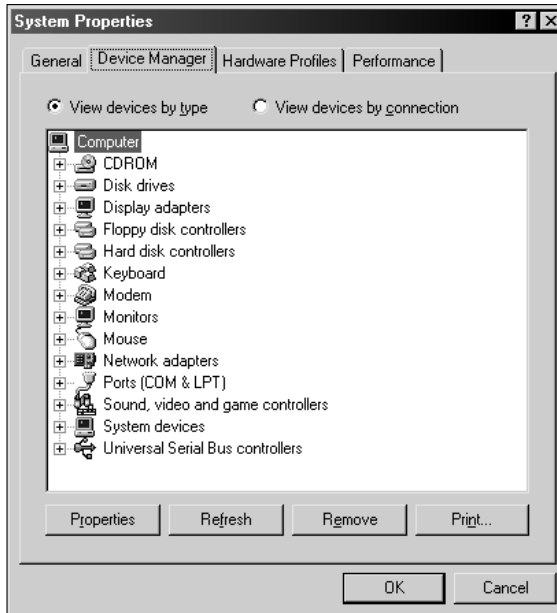 System Properties
? X
General Device Manager Hardware Profiles Performance
View devices by type View devices by connection
Computer
CDROM
Disk drives
Display adapters
Floppy disk controllers
Hard disk controllers
Keyboard
Modem
Monitors
Mouse
Network adapters
Ports (COM & LPT)
Sound, video and game controllers
System devices
Universal Serial Bus controllers
Properties Refresh Remove Print...
OK Cancel